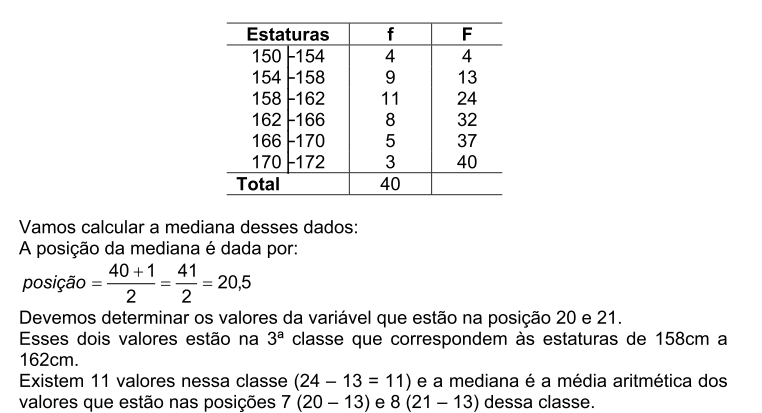 Estaturas f F
150 ├154 4 4
154 ├158 9 13
158 ├162 11 24
162 ├166 8 32
166 ├170 5 37
170 ├172 3 40
Total 40
Vamos calcular a mediana desses dados:
A posição da mediana é dada por:
posição = (40 + 1)/2 = 41/2 = 20,5
Devemos determinar os valores da variável que estão na posição 20 e 21.
Esses dois valores estão na 3ª classe que correspondem às estaturas de 158cm a
162cm.
Existem 11 valores nessa classe (24 – 13 = 11) e a mediana é a média aritmética dos
valores que estão nas posições 7 (20 – 13) e 8 (21 – 13) dessa classe.